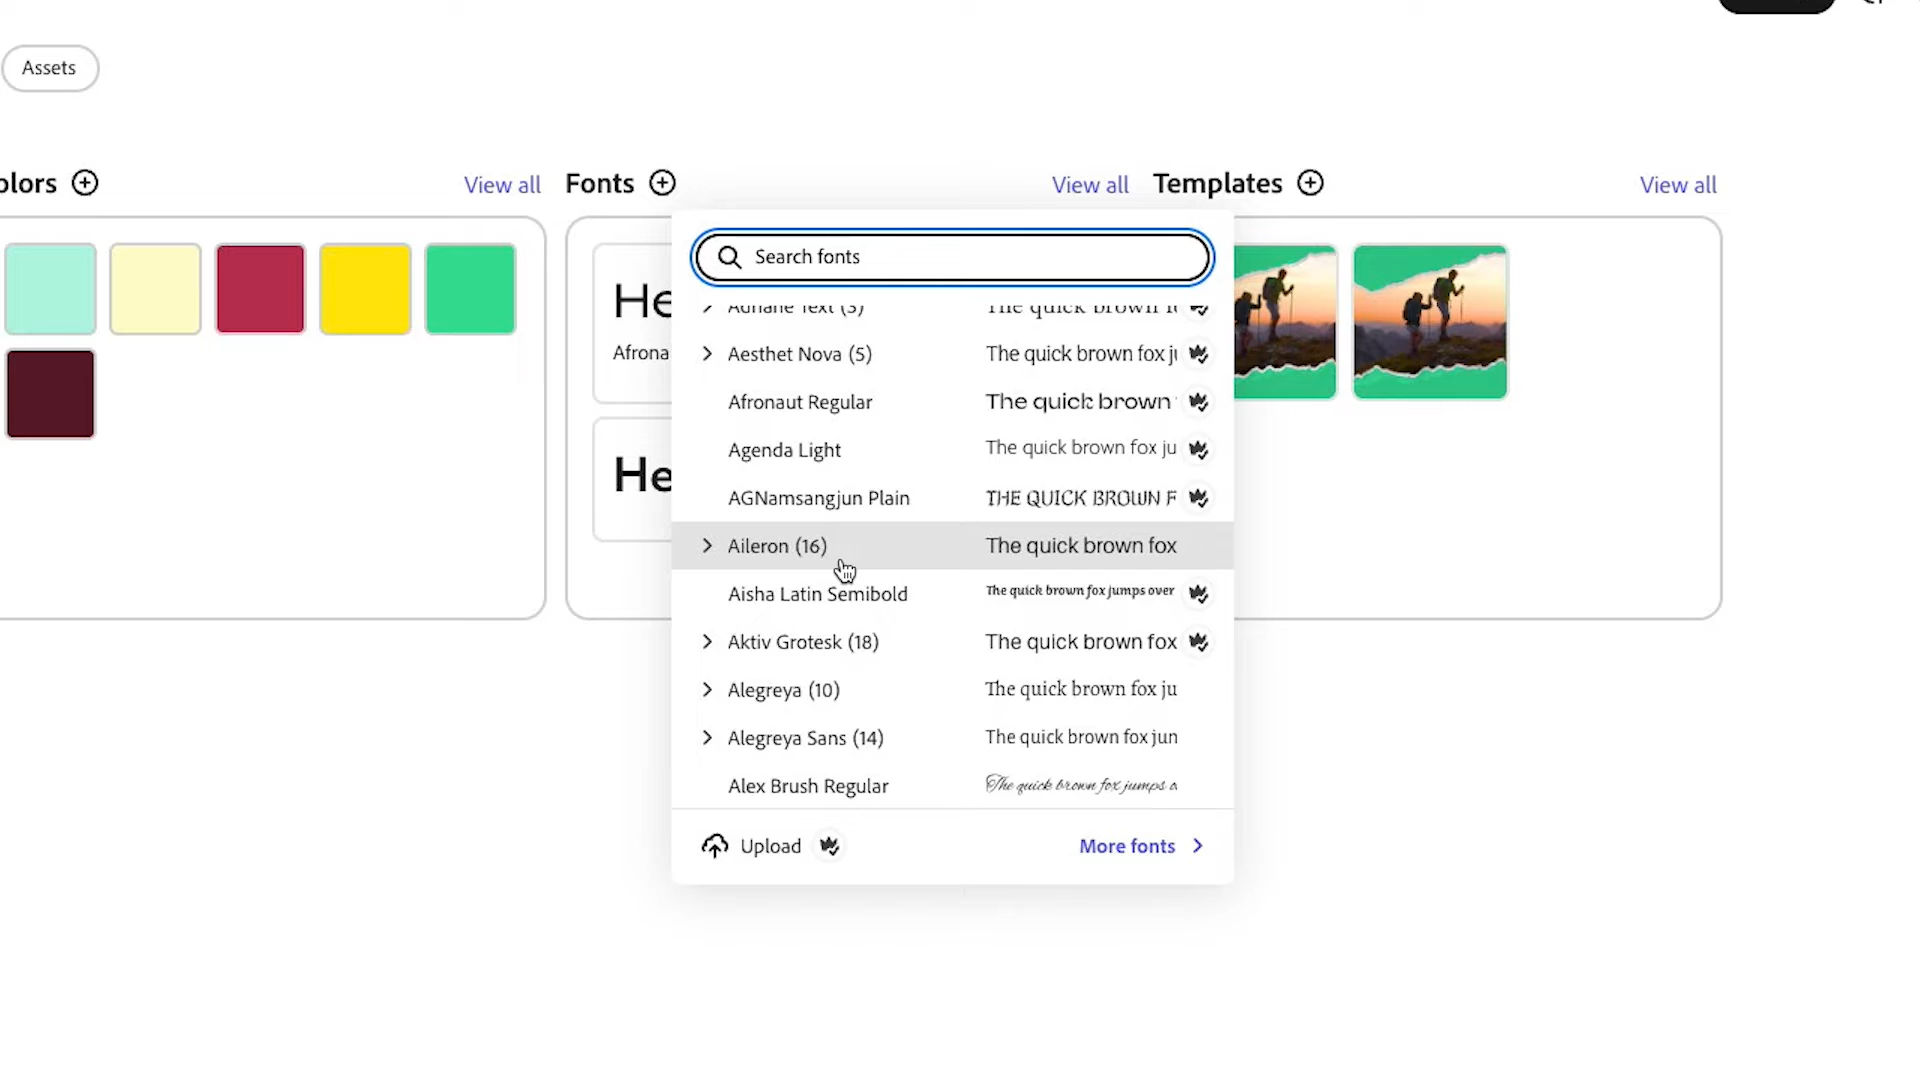 Assets
olors
View all
Fonts
View all
Templates
View all
Search fonts
He
Afrona
He
Adriane Text (3)
Aesthet Nova (5) The quick brown fox ju
Afronaut Regular The quick brown
Agenda Light The quick brown fox ju
AGNamsangjun Plain THE QUICK BROWN F
Aileron (16) The quick brown fox
Aisha Latin Semibold The quick brown fox jumps over
Aktiv Grotesk (18) The quick brown fox
Alegreya (10) The quick brown fox ju
Alegreya Sans (14) The quick brown fox jun
Alex Brush Regular The quick brown fox jumps o
Upload
More fonts